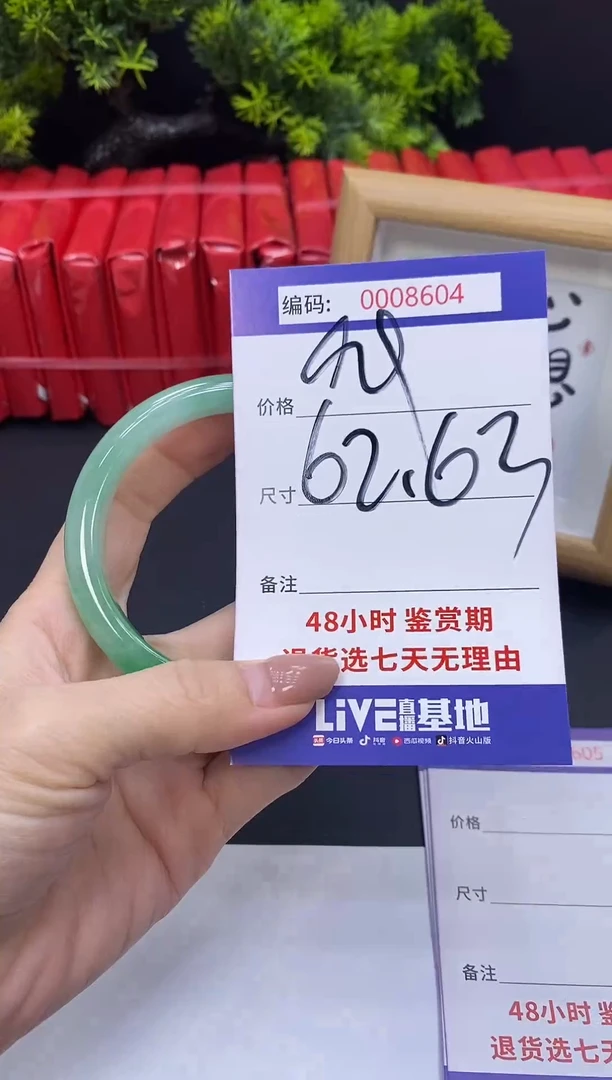 编码: 0008604
价格
尺寸 62.63
备注
48小时 鉴赏期
退货选七天无理由
LiVE直播基地
今日头条 抖音 西瓜视频 抖音火山版
想
价格
尺寸
备注
48小时 鉴
退货选七天